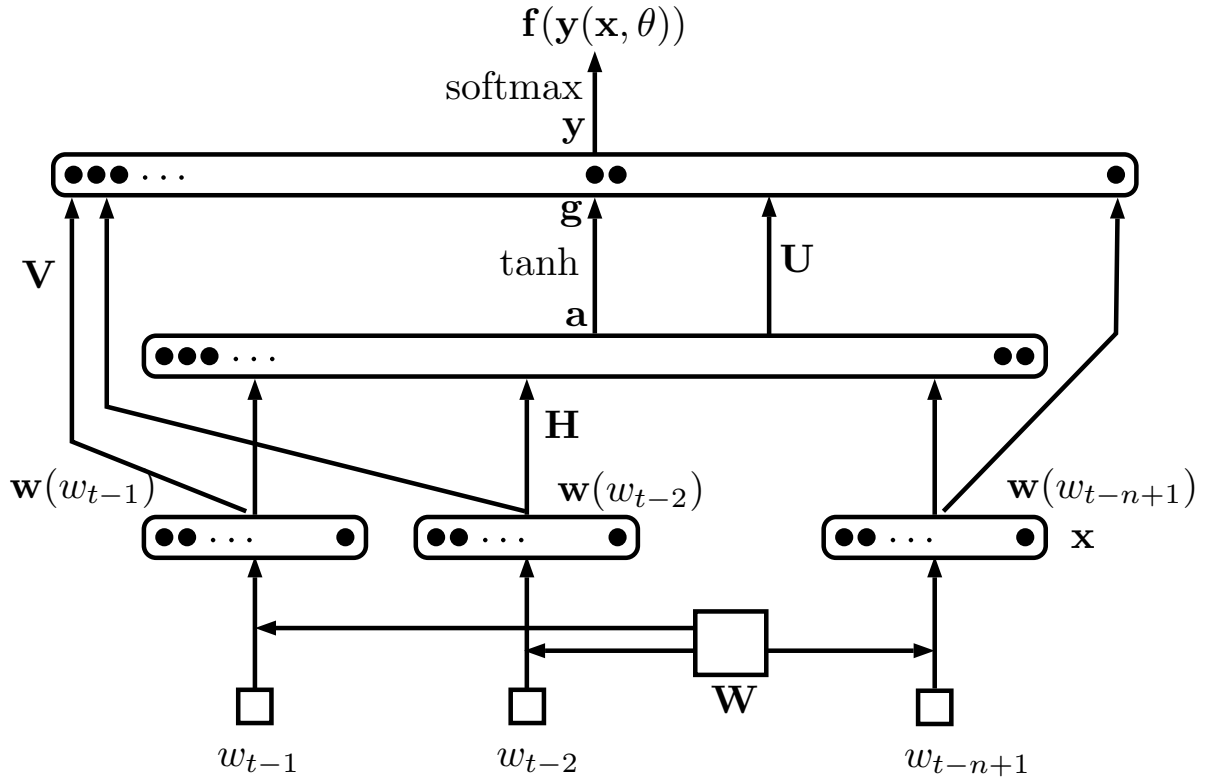 f(y(x, θ))
softmax
y
...
g
V
tanh
U
a
...
H
w(w_{t−1})
w(w_{t−2})
w(w_{t−n+1})
... ... ...
x
W
w_{t−1} w_{t−2} w_{t−n+1}